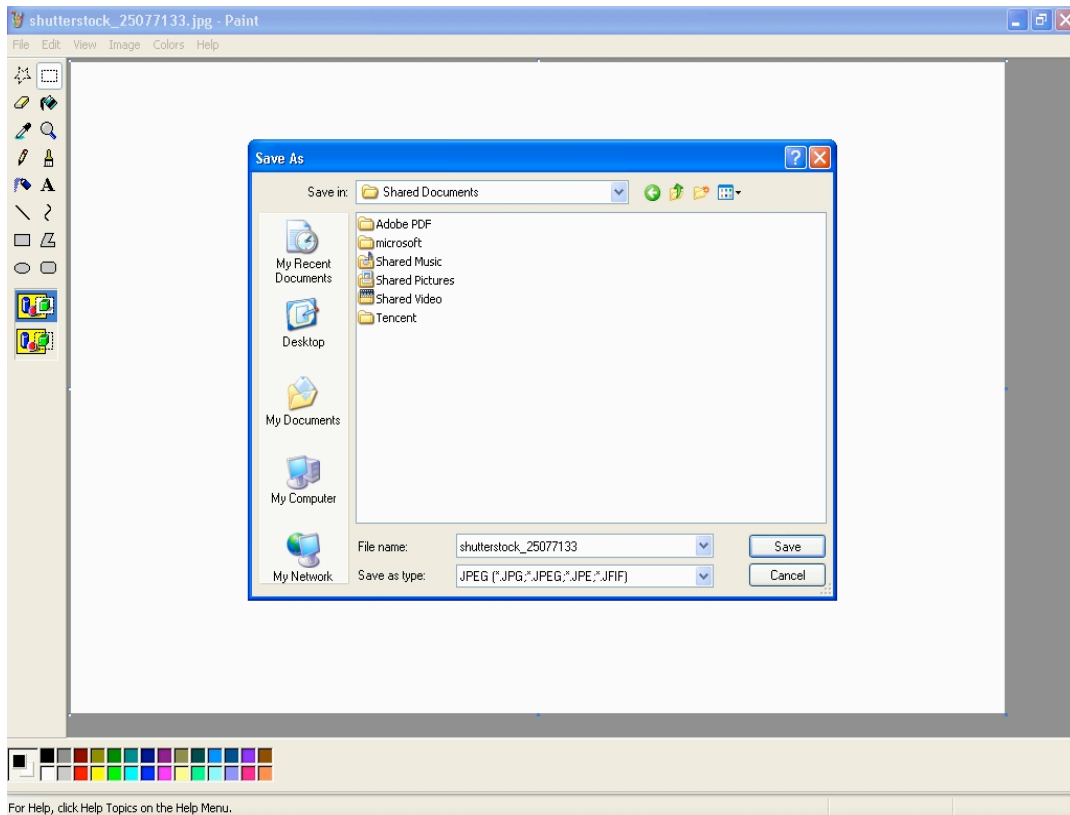 shutterstock_25077133.jpg - Paint
File Edit View Image Colors Help
A
Save As
Save in: Shared Documents
My Recent
Documents
Desktop
My Documents
My Computer
My Network
Adobe PDF
microsoft
Shared Music
Shared Pictures
Shared Video
Tencent
File name: shutterstock_25077133 Save
Save as type: JPEG (*.JPG;*.JPEG;*.JPE;*.JFIF) Cancel
For Help, click Help Topics on the Help Menu.